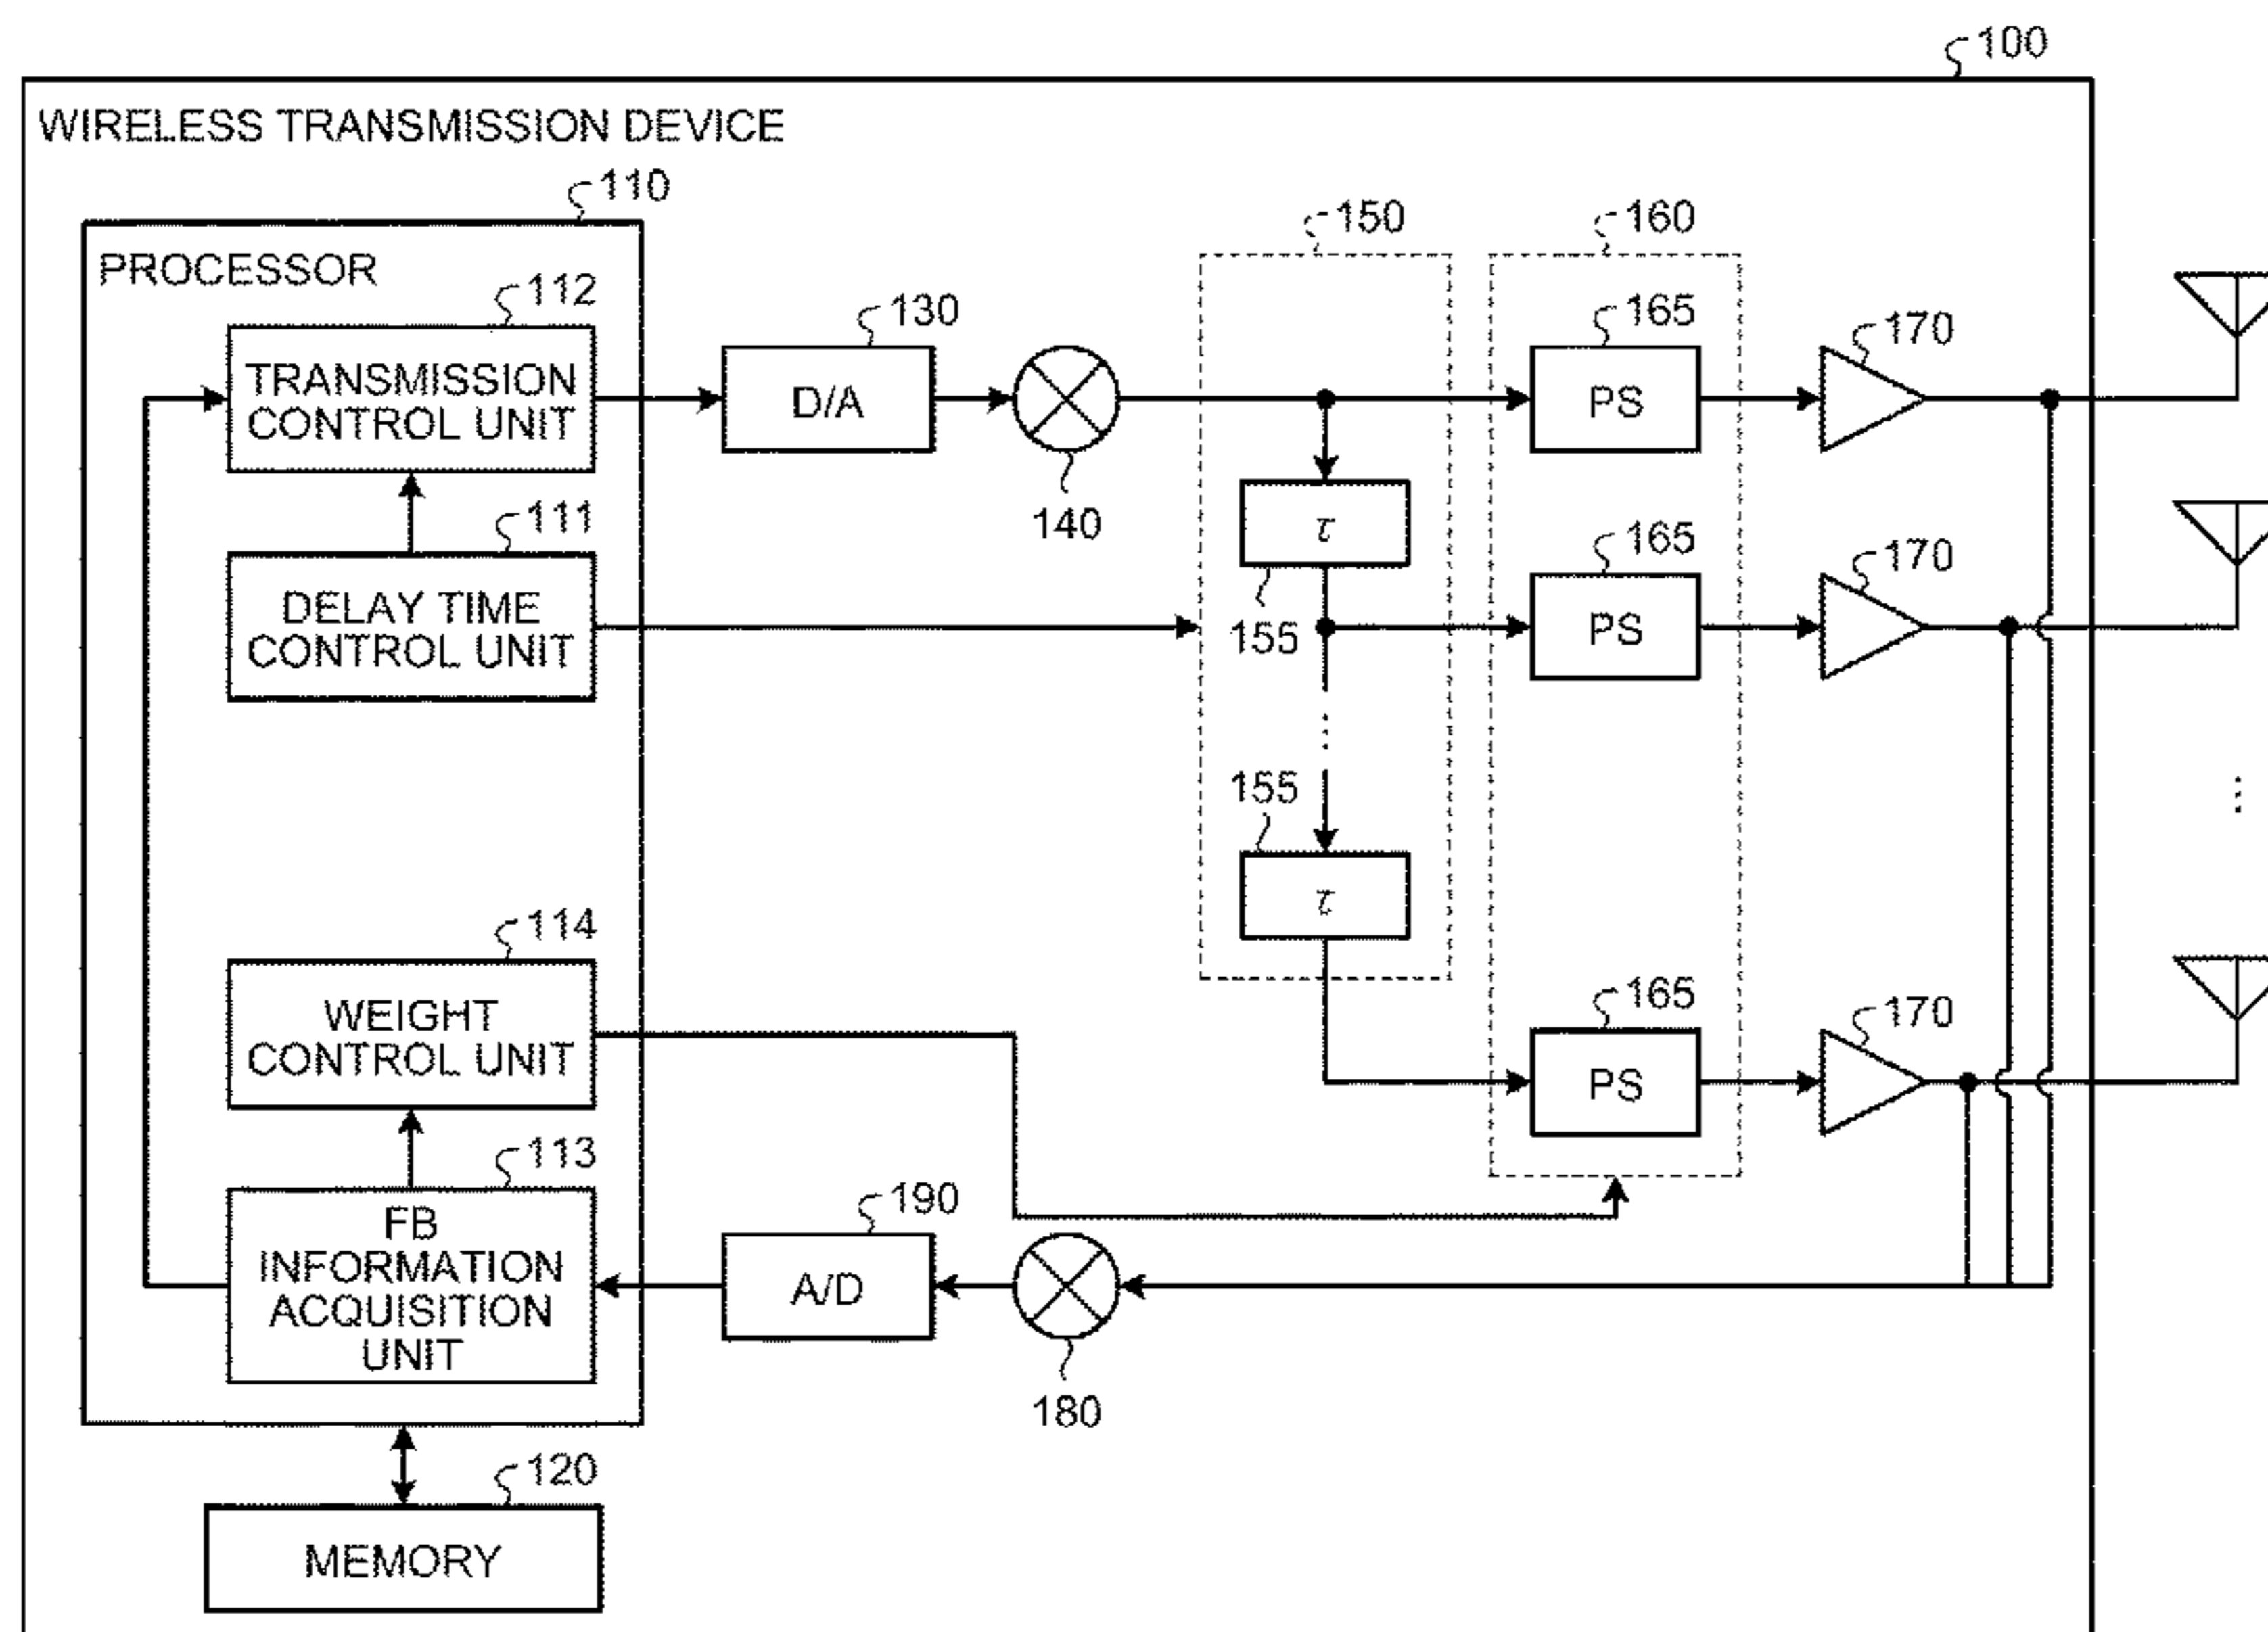 100
WIRELESS TRANSMISSION DEVICE
110
PROCESSOR
112
TRANSMISSION
CONTROL UNIT
111
DELAY TIME
CONTROL UNIT
114
WEIGHT
CONTROL UNIT
113
FB
INFORMATION
ACQUISITION
UNIT
120
MEMORY
130
D/A
140
150
τ
155
155
τ
160
165
PS
165
PS
165
PS
170
170
170
190
A/D
180